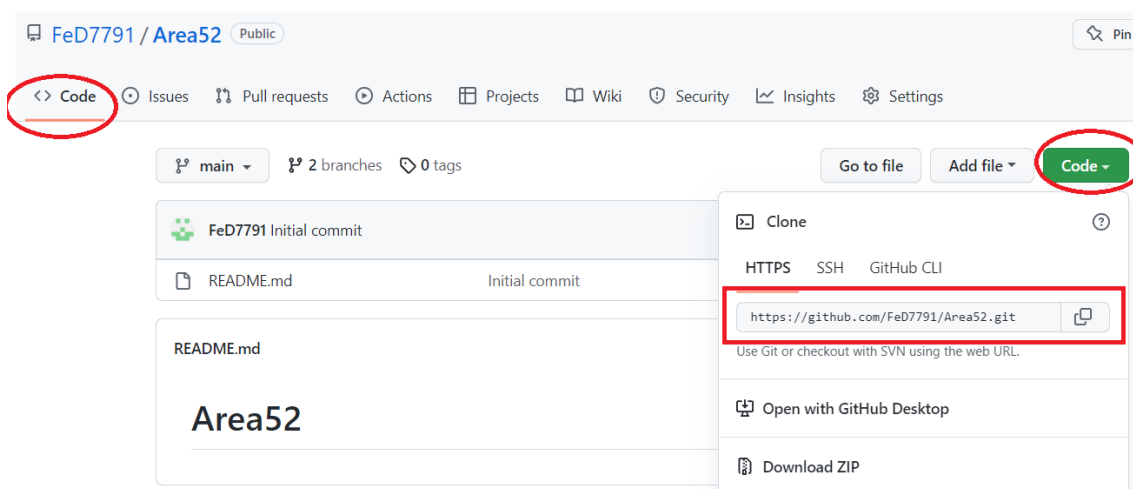 FeD7791 / Area52 Public
Pin
Code Issues Pull requests Actions Projects Wiki Security Insights Settings
main 2 branches 0 tags Go to file Add file Code
FeD7791 Initial commit
README.md Initial commit
Clone
HTTPS SSH GitHub CLI
https://github.com/FeD7791/Area52.git
Use Git or checkout with SVN using the web URL.
Open with GitHub Desktop
Download ZIP
README.md
Area52